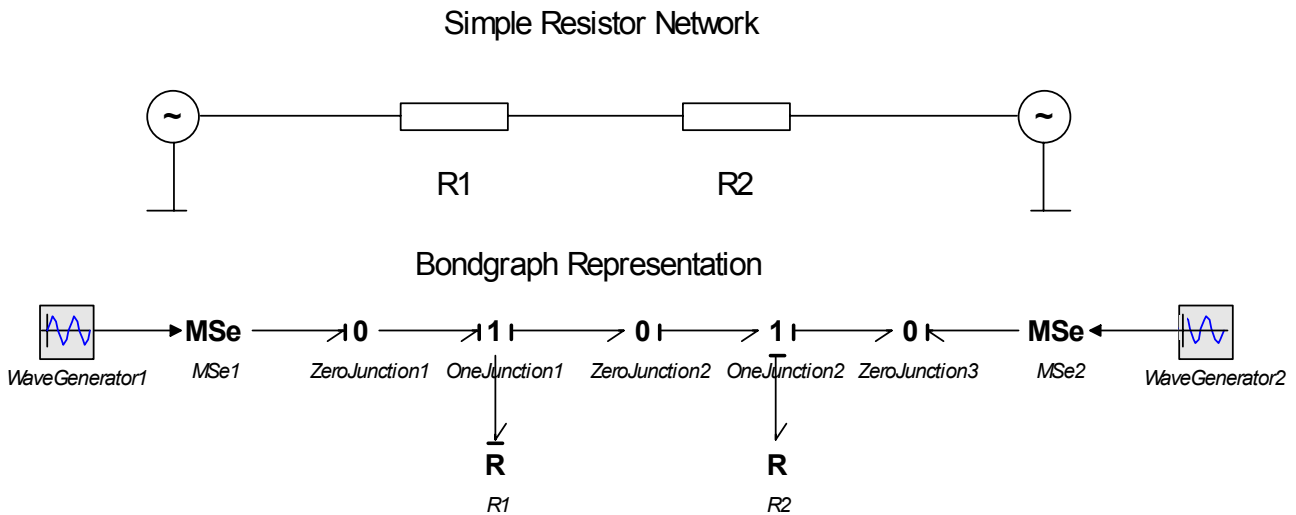 Simple Resistor Network
~ ~
R1 R2
Bondgraph Representation
MSe 0 1 0 1 0 MSe
WaveGenerator1 MSe1 ZeroJunction1 OneJunction1 ZeroJunction2 OneJunction2 ZeroJunction3 MSe2 WaveGenerator2
R R
R1 R2